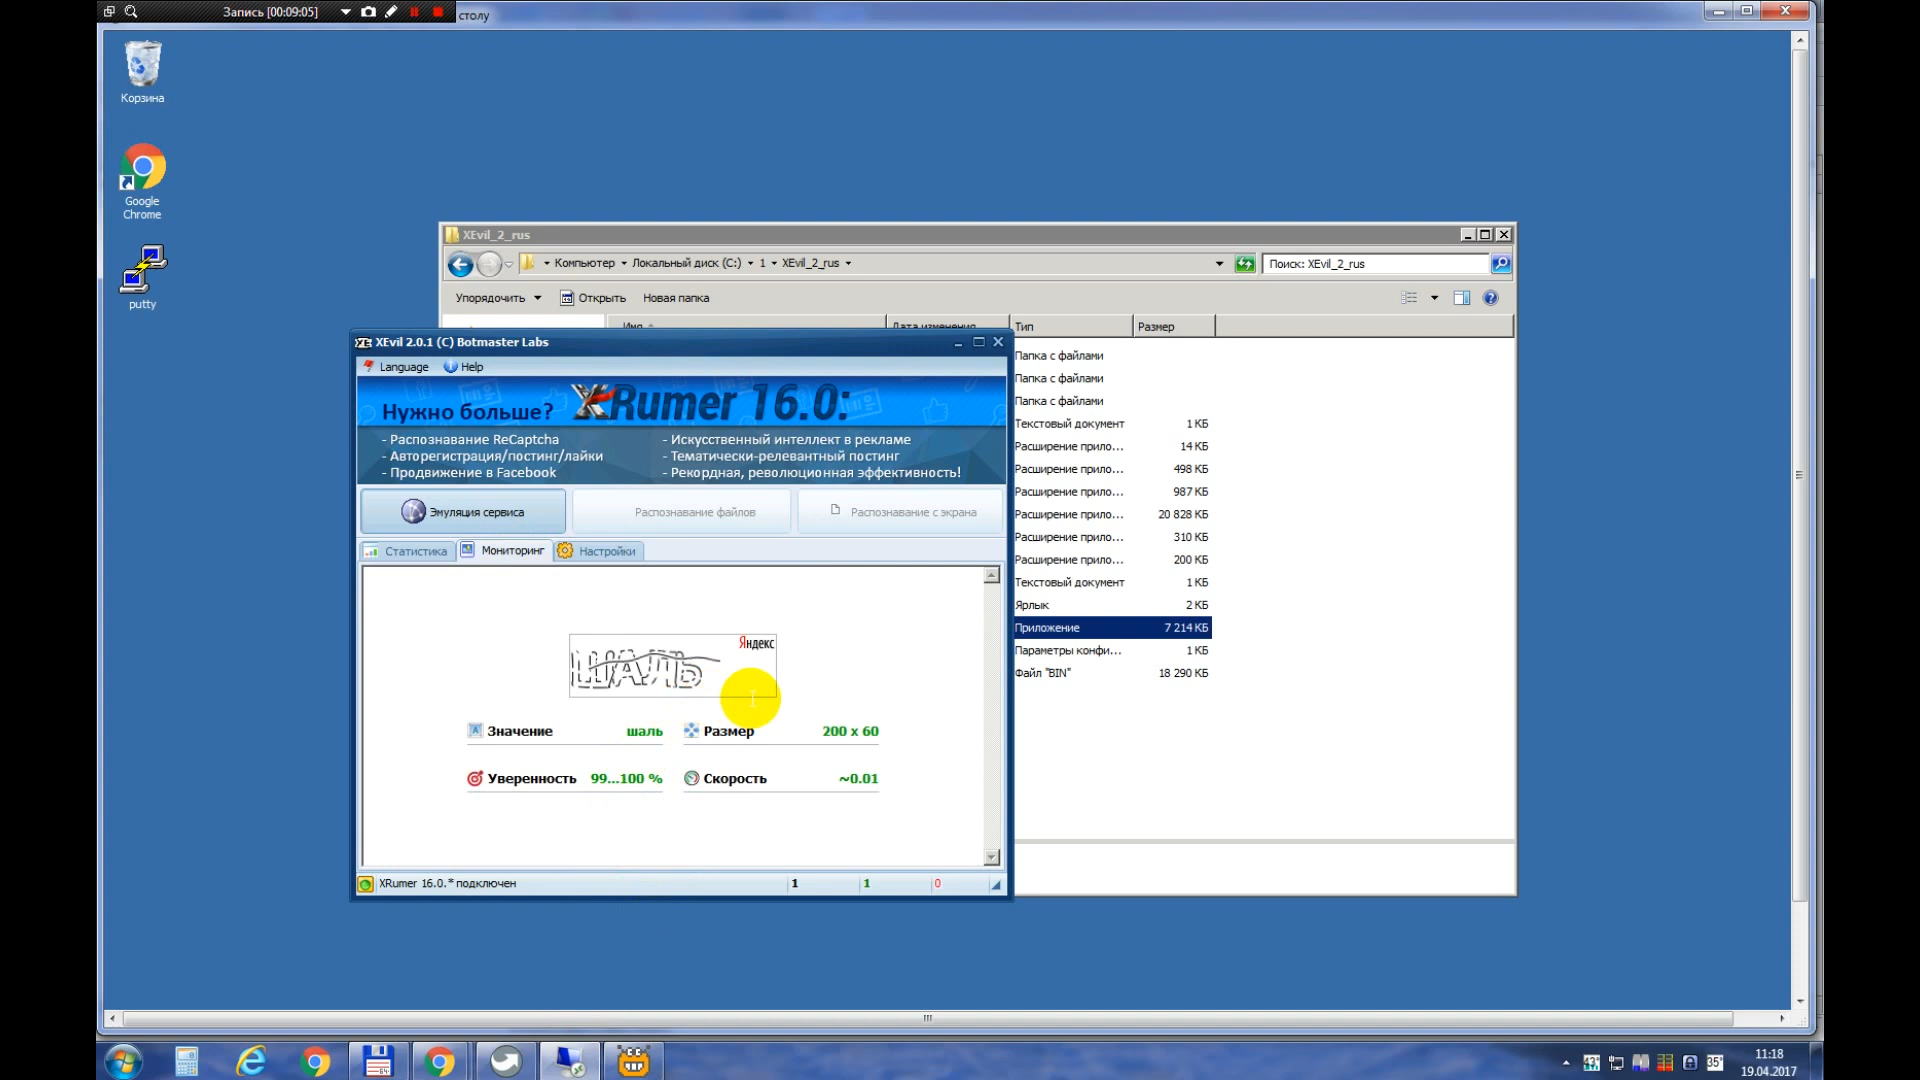 Запись [00:09:05]
столу
Корзина
Google
Chrome
putty
XEvil_2_rus
Компьютер
Локальный диск (C:)
1
XEvil_2_rus
Поиск: XEvil_2_rus
Упорядочить
Открыть
Новая папка
Имя
Дата изменения
Тип
Размер
Папка с файлами
Папка с файлами
Папка с файлами
Текстовый документ 1 КБ
Расширение прило... 14 КБ
Расширение прило... 498 КБ
Расширение прило... 987 КБ
Расширение прило... 20 828 КБ
Расширение прило... 310 КБ
Расширение прило... 200 КБ
Текстовый документ 1 КБ
Ярлык 2 КБ
Приложение 7 214 КБ
Параметры конфи... 1 КБ
Файл "BIN" 18 290 КБ
XEvil 2.0.1 (C) Botmaster Labs
Language Help
Нужно больше? XRumer 16.0:
- Распознавание ReCaptcha
- Авторегистрация/постинг/лайки
- Продвижение в Facebook
- Искусственный интеллект в рекламе
- Тематически-релевантный постинг
- Рекордная, революционная эффективность!
Эмуляция сервиса
Распознавание файлов
Распознавание с экрана
Статистика
Мониторинг
Настройки
Яндекс
ШАЛЬ
Значение шаль
Размер 200 x 60
Уверенность 99...100 %
Скорость ~0.01
XRumer 16.0.* подключен 1 1 0
64
43°
35°
11:18
19.04.2017